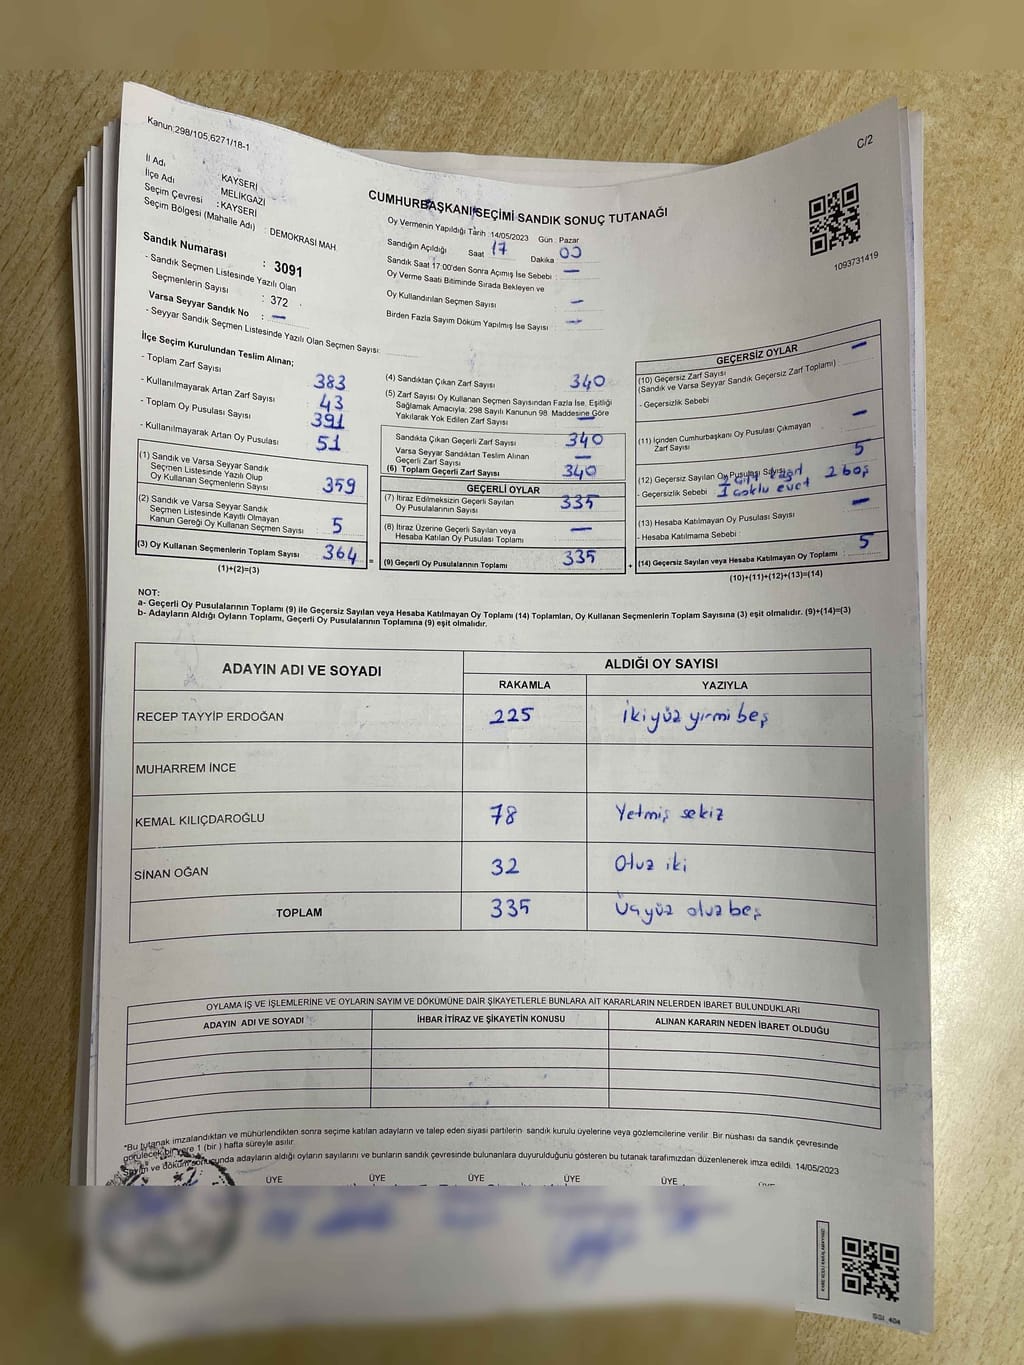 Kanun;298/105,6271/18-1
C/2
İl Adı KAYSERİ
İlçe Adı MELİKGAZİ
Seçim Çevresi : KAYSERİ
Seçim Bölgesi (Mahalle Adı) : DEMOKRASİ MAH.
CUMHURBAŞKANI SEÇİMİ SANDIK SONUÇ TUTANAĞI
Oy Vermenin Yapıldığı Tarih :14/05/2023 Gün : Pazar
Sandığın Açıldığı Saat 17 Dakika 00
Sandık Saat 17.00'den Sonra Açımış İse Sebebi : —
Oy Verme Saati Bitiminde Sırada Bekleyen ve
Oy Kullandırılan Seçmen Sayısı —
Birden Fazla Sayım Döküm Yapılmış İse Sayısı —
1093731419
Sandık Numarası : 3091
- Sandık Seçmen Listesinde Yazılı Olan
Seçmenlerin Sayısı : 372
Varsa Seyyar Sandık No : —
- Seyyar Sandık Seçmen Listesinde Yazılı Olan Seçmen Sayısı:
İlçe Seçim Kurulundan Teslim Alınan;
- Toplam Zarf Sayısı 383
- Kullanılmayarak Artan Zarf Sayısı 43
- Toplam Oy Pusulası Sayısı 391
- Kullanılmayarak Artan Oy Pusulası 51
(1) Sandık ve Varsa Seyyar Sandık
Seçmen Listesinde Yazılı Olup
Oy Kullanan Seçmenlerin Sayısı 359
(2) Sandık ve Varsa Seyyar Sandık
Seçmen Listesinde Kayıtlı Olmayan
Kanun Gereği Oy Kullanan Seçmen Sayısı 5
(3) Oy Kullanan Seçmenlerin Toplam Sayısı 364 =
(1)+(2)=(3)
(4) Sandıktan Çıkan Zarf Sayısı 340
(5) Zarf Sayısı Oy Kullanan Seçmen Sayısından Fazla İse, Eşitliği
Sağlamak Amacıyla, 298 Sayılı Kanunun 98. Maddesine Göre
Yakılarak Yok Edilen Zarf Sayısı —
Sandıkta Çıkan Geçerli Zarf Sayısı 340
Varsa Seyyar Sandıktan Teslim Alınan
Geçerli Zarf Sayısı —
(6) Toplam Geçerli Zarf Sayısı 340
GEÇERLİ OYLAR
(7) İtiraz Edilmeksizin Geçerli Sayılan
Oy Pusulalarının Sayısı 335
(8) İtiraz Üzerine Geçerli Sayılan veya
Hesaba Katılan Oy Pusulası Toplamı —
(9) Geçerli Oy Pusulalarının Toplamı 335 +
GEÇERSİZ OYLAR
(10) Geçersiz Zarf Sayısı —
(Sandık ve Varsa Seyyar Sandık Geçersiz Zarf Toplamı)
- Geçersizlik Sebebi
(11) İçinden Cumhurbaşkanı Oy Pusulası Çıkmayan
Zarf Sayısı —
(12) Geçersiz Sayılan Oy Pusulası Sayısı 5
- Geçersizlik Sebebi 2 boş
1 çoklu evet
(13) Hesaba Katılmayan Oy Pusulası Sayısı —
- Hesaba Katılmama Sebebi
(14) Geçersiz Sayılan veya Hesaba Katılmayan Oy Toplamı 5
(10)+(11)+(12)+(13)=(14)
NOT:
a- Geçerli Oy Pusulalarının Toplamı (9) ile Geçersiz Sayılan veya Hesaba Katılmayan Oy Toplamı (14) Toplamları, Oy Kullanan Seçmenlerin Toplam Sayısına (3) eşit olmalıdır. (9)+(14)=(3)
b- Adayların Aldığı Oyların Toplamı, Geçerli Oy Pusulalarının Toplamına (9) eşit olmalıdır.
ADAYIN ADI VE SOYADI ALDIĞI OY SAYISI
RAKAMLA YAZIYLA
RECEP TAYYİP ERDOĞAN 225 ikiyüz yirmi beş
MUHARREM İNCE
KEMAL KILIÇDAROĞLU 78 Yetmiş sekiz
SİNAN OĞAN 32 Otuz iki
TOPLAM 335 Üçyüz otuz beş
OYLAMA İŞ VE İŞLEMLERİNE VE OYLARIN SAYIM VE DÖKÜMÜNE DAİR ŞİKAYETLERLE BUNLARA AİT KARARLARIN NELERDEN İBARET BULUNDUKLARI
ADAYIN ADI VE SOYADI İHBAR İTİRAZ VE ŞİKAYETİN KONUSU ALINAN KARARIN NEDEN İBARET OLDUĞU
*Bu tutanak imzalandıktan ve mühürlendikten sonra seçime katılan adayların ve talep eden siyasi partilerin sandık kurulu üyelerine veya gözlemcilerine verilir. Bir nüshası da sandık çevresinde
görülecek bir yere 1 (bir ) hafta süreyle asılır.
Sayım ve döküm sonucunda adayların aldığı oyların sayılarını ve bunların sandık çevresinde bulunanlara duyurulduğunu gösteren bu tutanak tarafımızdan düzenlenerek imza edildi. 14/05/2023
ÜYE ÜYE ÜYE ÜYE ÜYE